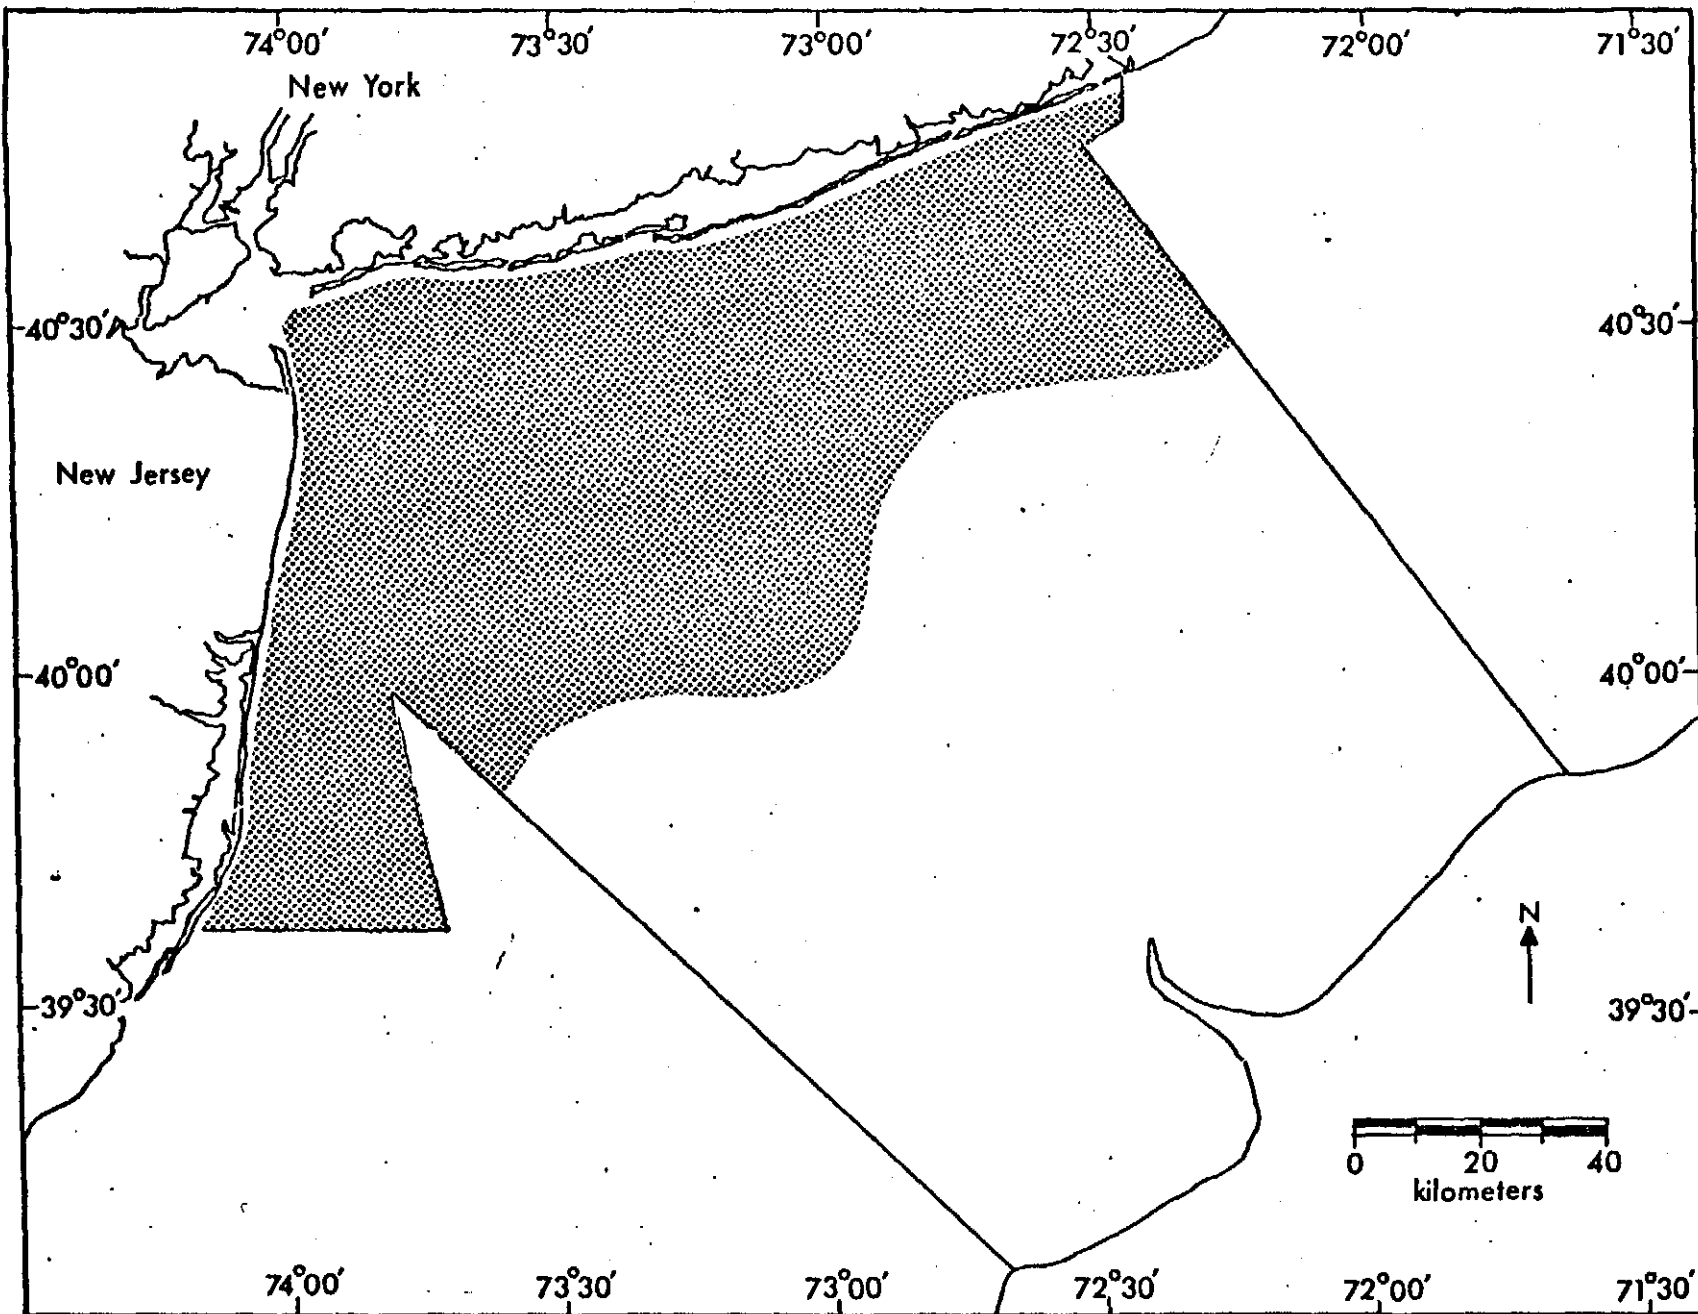 74°00′ 73°30′ 73°00′ 72°30′ 72°00′ 71°30′
New York
40°30′ 40°30′
New Jersey
40°00′ 40°00′
N
39°30′ 39°30′
0 20 40
kilometers
74°00′ 73°30′ 73°00′ 72°30′ 72°00′ 71°30′